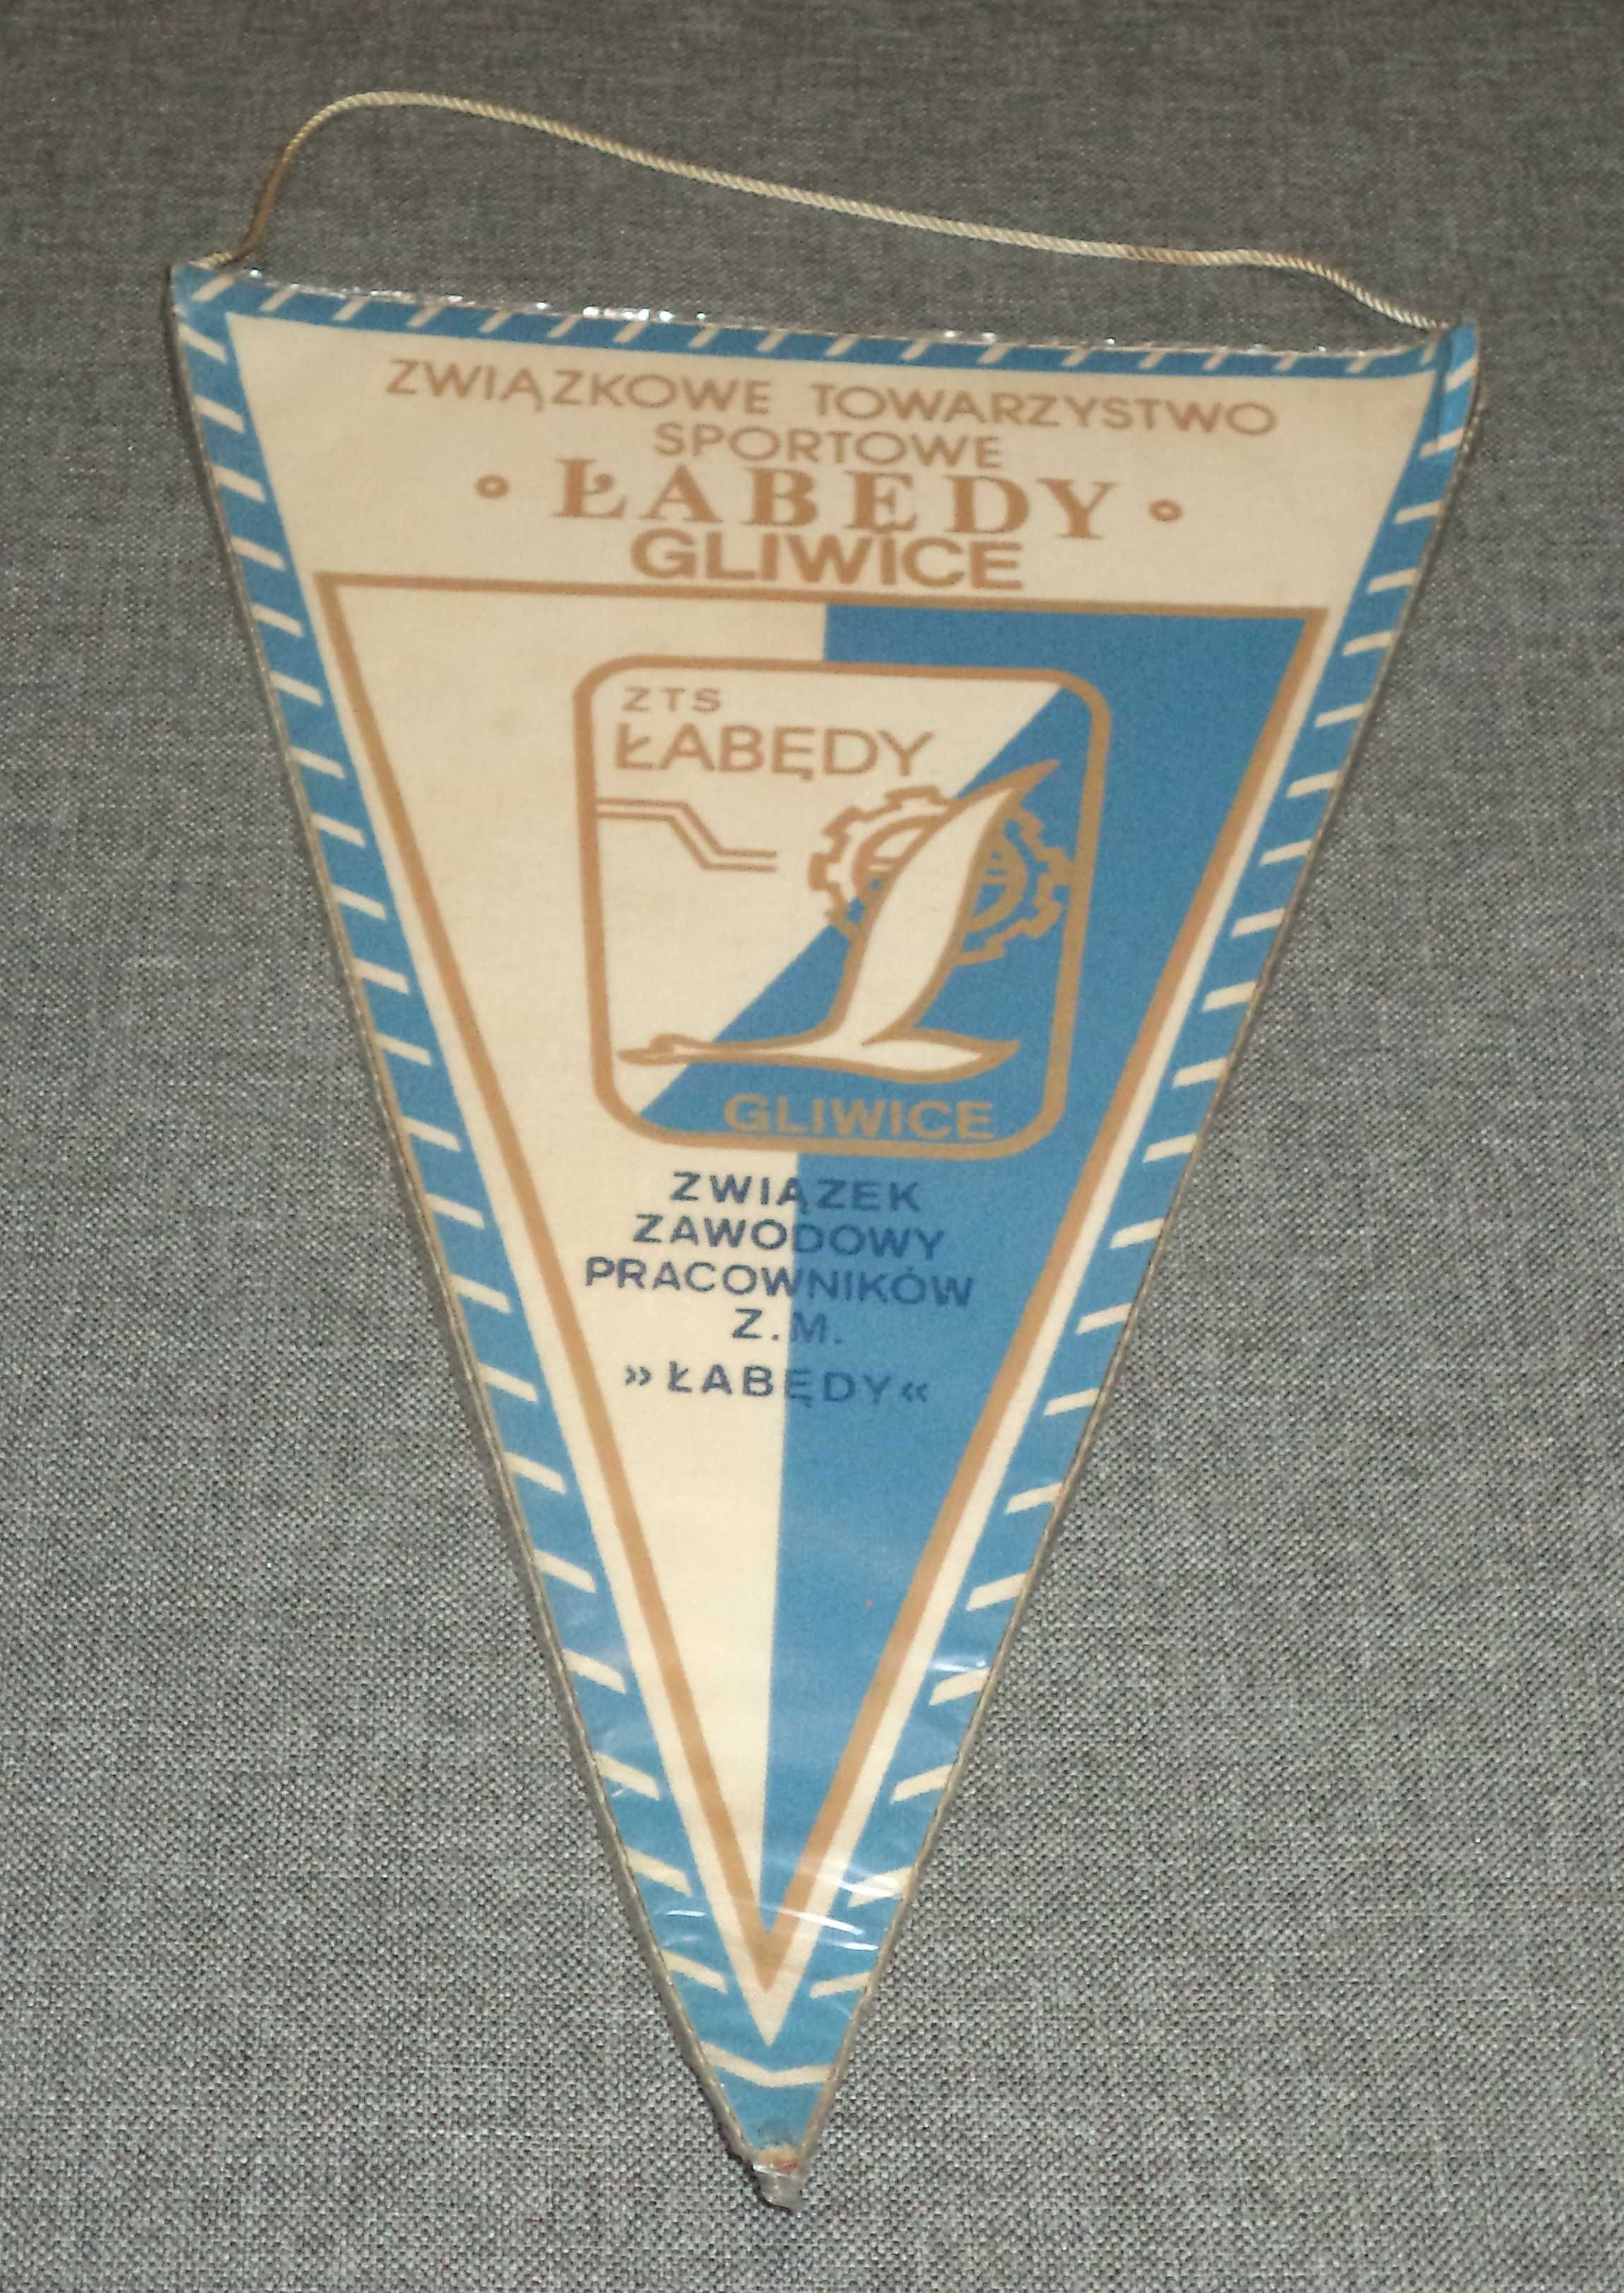 ZWIĄZKOWE TOWARZYSTWO
SPORTOWE
• ŁABĘDY •
GLIWICE
ZTS
ŁABĘDY
GLIWICE
ZWIĄZEK
ZAWODOWY
PRACOWNIKÓW
Z.M.
»ŁABĘDY«